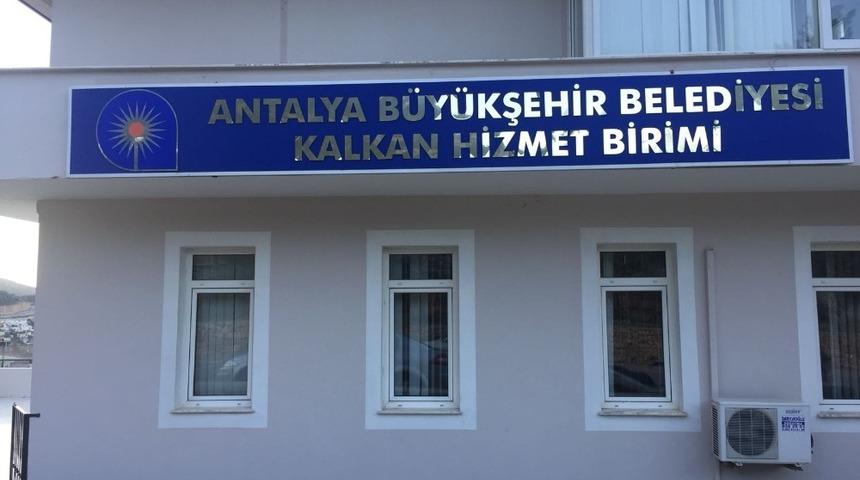 ANTALYA BÜYÜKŞEHİR BELEDİYESİ
KALKAN HİZMET BİRİMİ